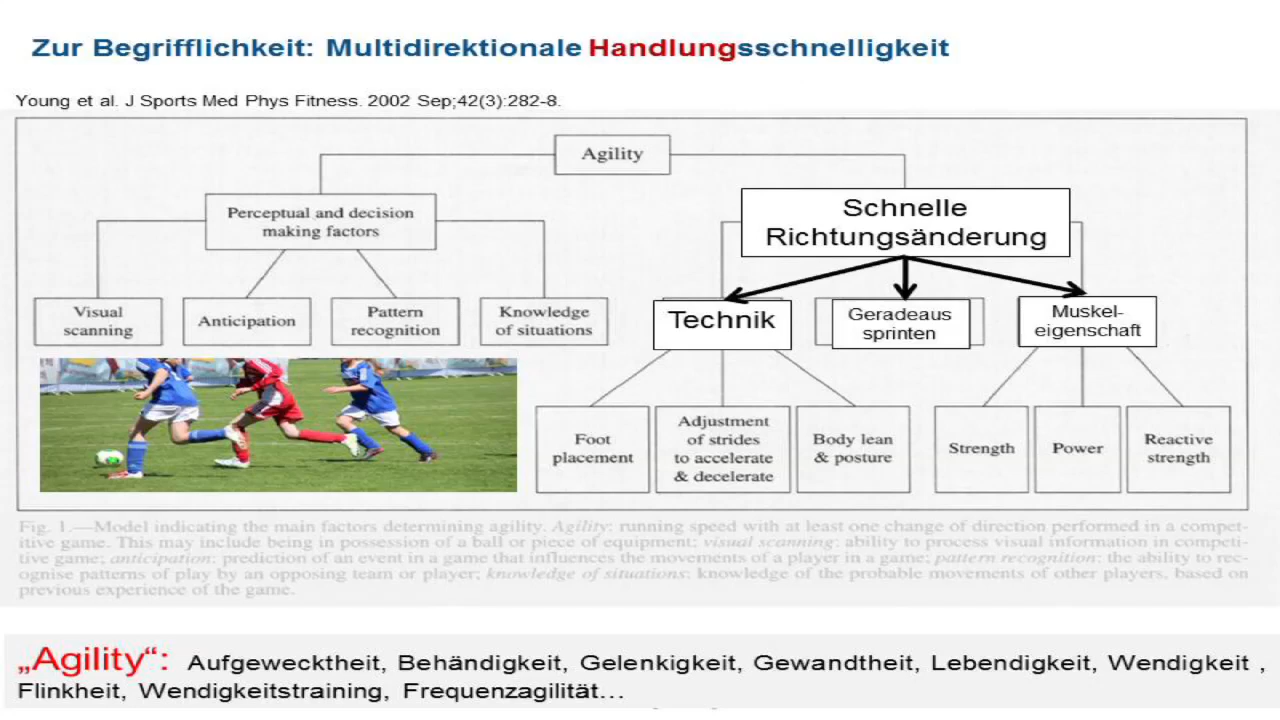 Zur Begrifflichkeit: Multidirektionale Handlungsschnelligkeit
Young et al. J Sports Med Phys Fitness. 2002 Sep;42(3):282-8.
Agility
Perceptual and decision
making factors
Schnelle
Richtungsänderung
Visual
scanning
Anticipation
Pattern
recognition
Knowledge
of situations
Technik
Geradeaus
sprinten
Muskel-
eigenschaft
Foot
placement
Adjustment
of strides
to accelerate
& decelerate
Body lean
& posture
Strength
Power
Reactive
strength
Fig. 1.—Model indicating the main factors determining agility. Agility: running speed with at least one change of direction performed in a compet-
itive game. This may include being in possession of a ball or piece of equipment; visual scanning: ability to process visual information in competi-
tive game; anticipation: prediction of an event in a game that influences the movements of a player in a game; pattern recognition: the ability to rec-
ognise patterns of play by an opposing team or player; knowledge of situations: knowledge of the probable movements of other players, based on
previous experience of the game.
„Agility“: Aufgewecktheit, Behändigkeit, Gelenkigkeit, Gewandtheit, Lebendigkeit, Wendigkeit ,
Flinkheit, Wendigkeitstraining, Frequenzagilität...